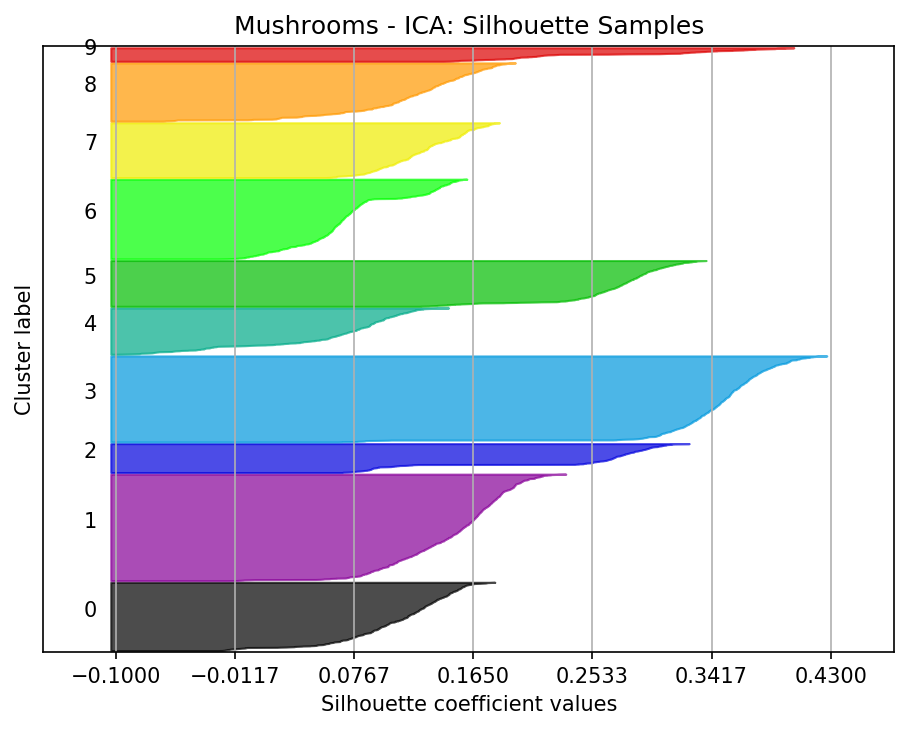 Mushrooms - ICA: Silhouette Samples
9
8
7
6
5
4
3
2
1
0
Cluster label
−0.1000 −0.0117 0.0767 0.1650 0.2533 0.3417 0.4300
Silhouette coefficient values